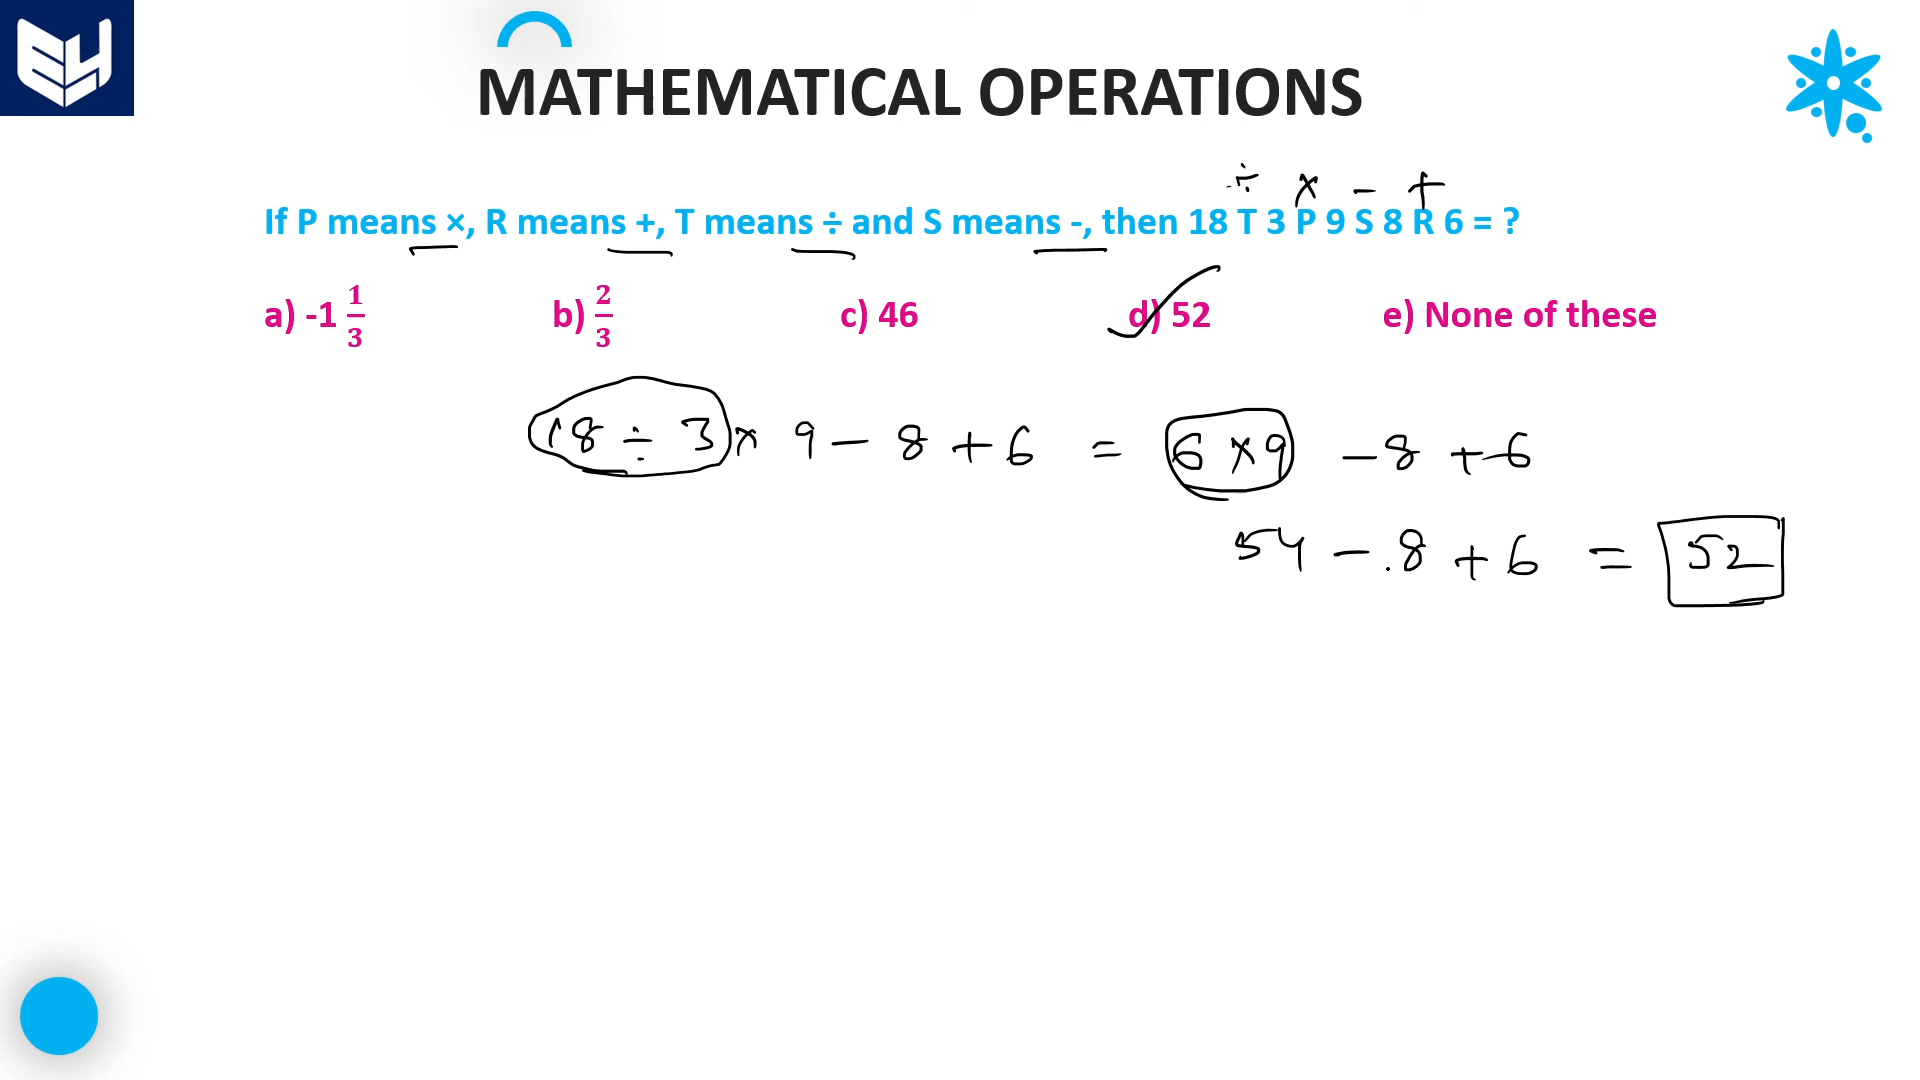 MATHEMATICAL OPERATIONS
÷ × - +
If P means ×, R means +, T means ÷ and S means -, then 18 T 3 P 9 S 8 R 6 = ?
a) -1 1/3 b) 2/3 c) 46 d) 52 e) None of these
18 ÷ 3 × 9 - 8 + 6 = 6 × 9 - 8 + 6
54 - 8 + 6 = 52